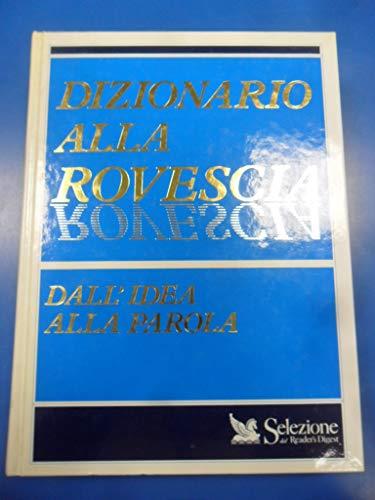 DIZIONARIO
ALLA
ROVESCIA
ROVESCIA
DALL'IDEA
ALLA PAROLA
Selezione
dal Reader's Digest